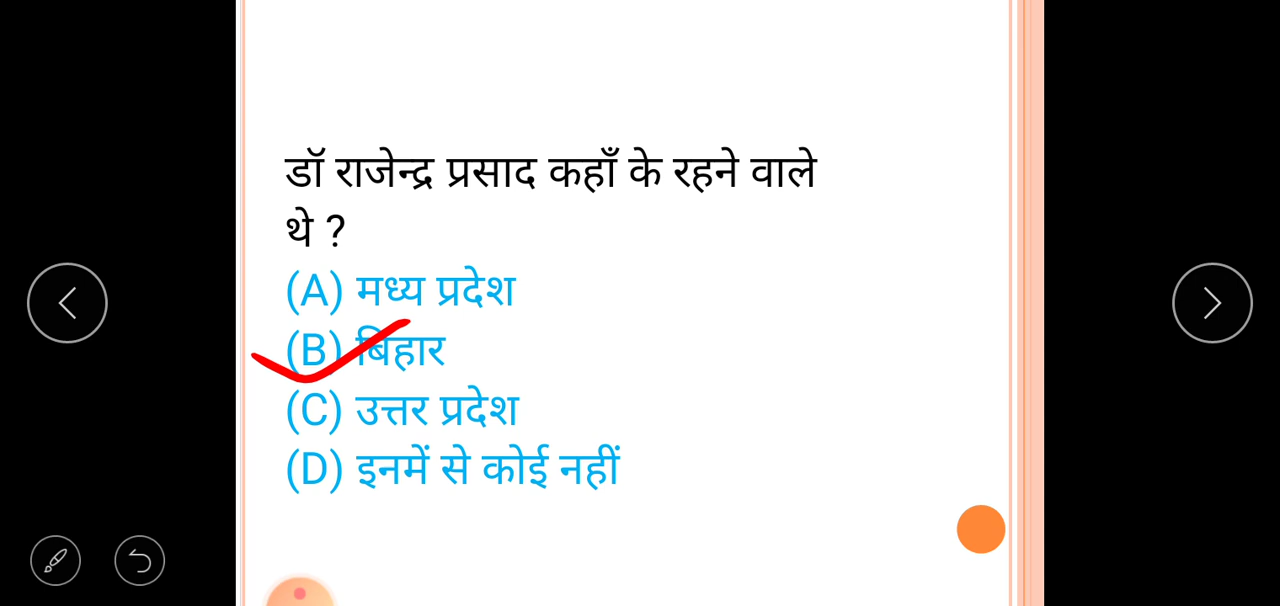 डॉ राजेन्द्र प्रसाद कहाँ के रहने वाले
थे ?
(A) मध्य प्रदेश
(B) बिहार
(C) उत्तर प्रदेश
(D) इनमें से कोई नहीं